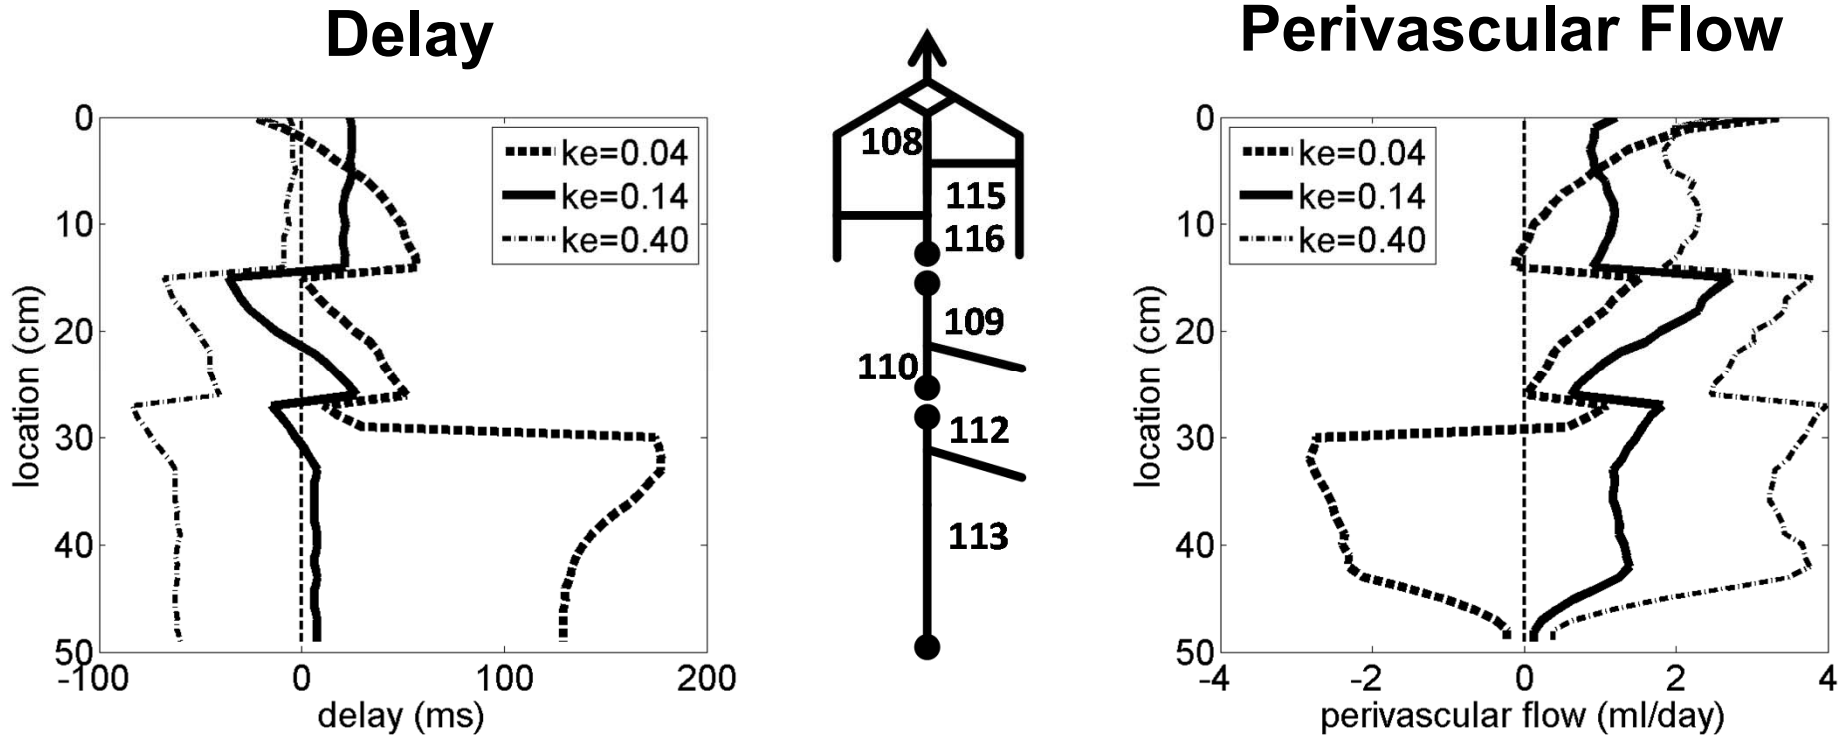 Delay
Perivascular Flow
0
10
20
30
40
50
location (cm)
ke=0.04
ke=0.14
ke=0.40
-100
0
100
200
delay (ms)
108
115
116
109
110
112
113
0
10
20
30
40
50
location (cm)
ke=0.04
ke=0.14
ke=0.40
-4
-2
0
2
4
perivascular flow (ml/day)